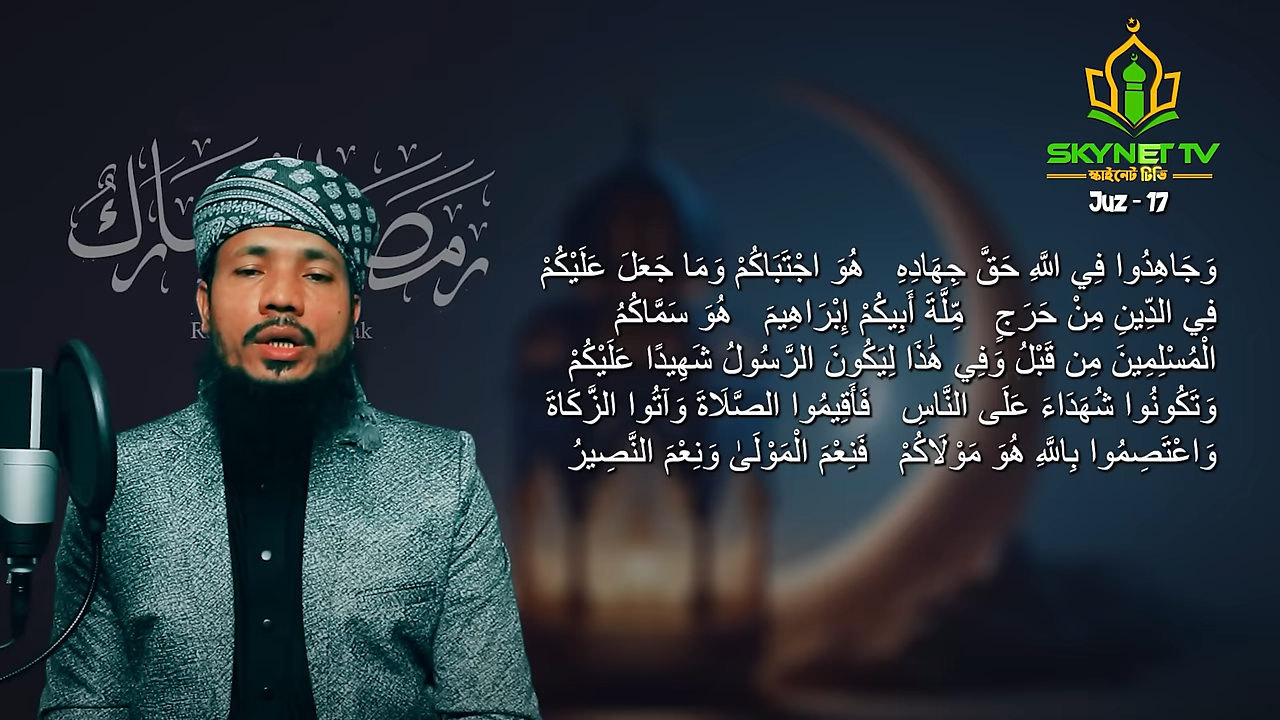 SKYNET TV
স্কাইনেট টিভি
Juz - 17
وَجَاهِدُوا فِي اللَّهِ حَقَّ جِهَادِهِ هُوَ اجْتَبَاكُمْ وَمَا جَعَلَ عَلَيْكُمْ
فِي الدِّينِ مِنْ حَرَجٍ مِّلَّةَ أَبِيكُمْ إِبْرَاهِيمَ هُوَ سَمَّاكُمُ
الْمُسْلِمِينَ مِن قَبْلُ وَفِي هَٰذَا لِيَكُونَ الرَّسُولُ شَهِيدًا عَلَيْكُمْ
وَتَكُونُوا شُهَدَاءَ عَلَى النَّاسِ فَأَقِيمُوا الصَّلَاةَ وَآتُوا الزَّكَاةَ
وَاعْتَصِمُوا بِاللَّهِ هُوَ مَوْلَاكُمْ فَنِعْمَ الْمَوْلَىٰ وَنِعْمَ النَّصِيرُ